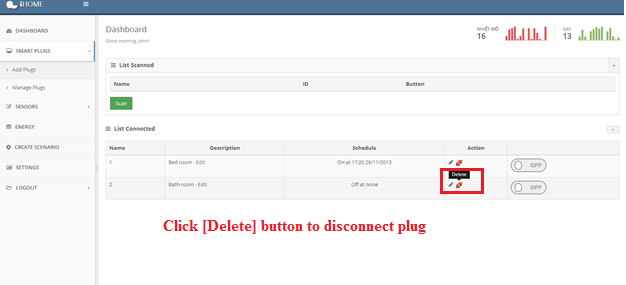 iHOME
DASHBOARD
SMART PLUGS
Add Plugs
Manage Plugs
SENSORS
ENERGY
CREATE SCENARIO
SETTINGS
LOGOUT
Dashboard
Good morning, John!
NHIỆT ĐỘ
16
GAS
13
List Scanned
Name ID Button
Scan
List Connected
Name Description Schedule Action
1 Bed room - Edit On at 17:20 29/11/2013 OFF
Delete
2 Bath room - Edit Off at none OFF
Click [Delete] button to disconnect plug